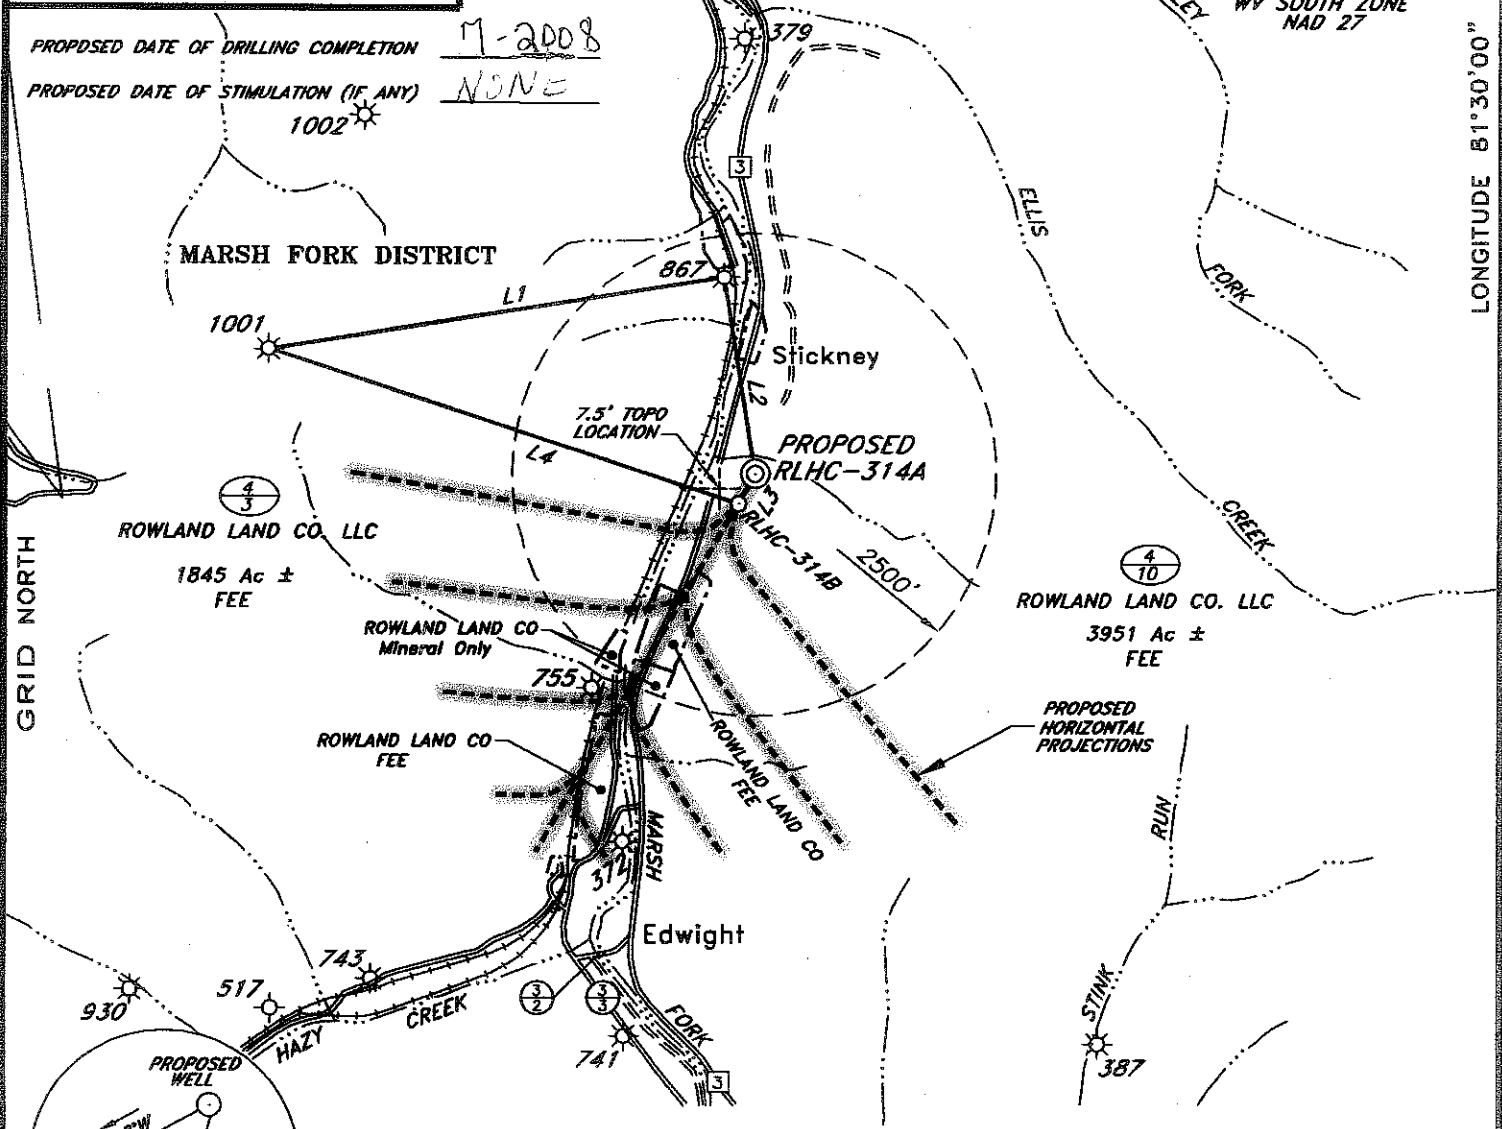 WV SOUTH ZONE
NAD 27
LONGITUDE 81°30'00"
PROPOSED DATE OF DRILLING COMPLETION 7-2008
PROPOSED DATE OF STIMULATION (IF ANY) NONE
379
1002
3
ELLIS
FORK
CREEK
MARSH FORK DISTRICT
867
L1
1001
Stickney
L2
7.5' TOPO
LOCATION
L4
PROPOSED
RLHC-314A
L3
RLHC-314B
2500'
4
3
ROWLAND LAND CO. LLC
1845 Ac ±
FEE
4
10
ROWLAND LAND CO. LLC
3951 Ac ±
FEE
GRID NORTH
ROWLAND LAND CO
Mineral Only
755
ROWLAND LAND CO
FEE
ROWLAND LAND CO
FEE
PROPOSED
HORIZONTAL
PROJECTIONS
RUN
STINK
MARSH
372
Edwight
743
517
930
HAZY
CREEK
3
2
3
3
FORK
741
3
387
PROPOSED
WELL